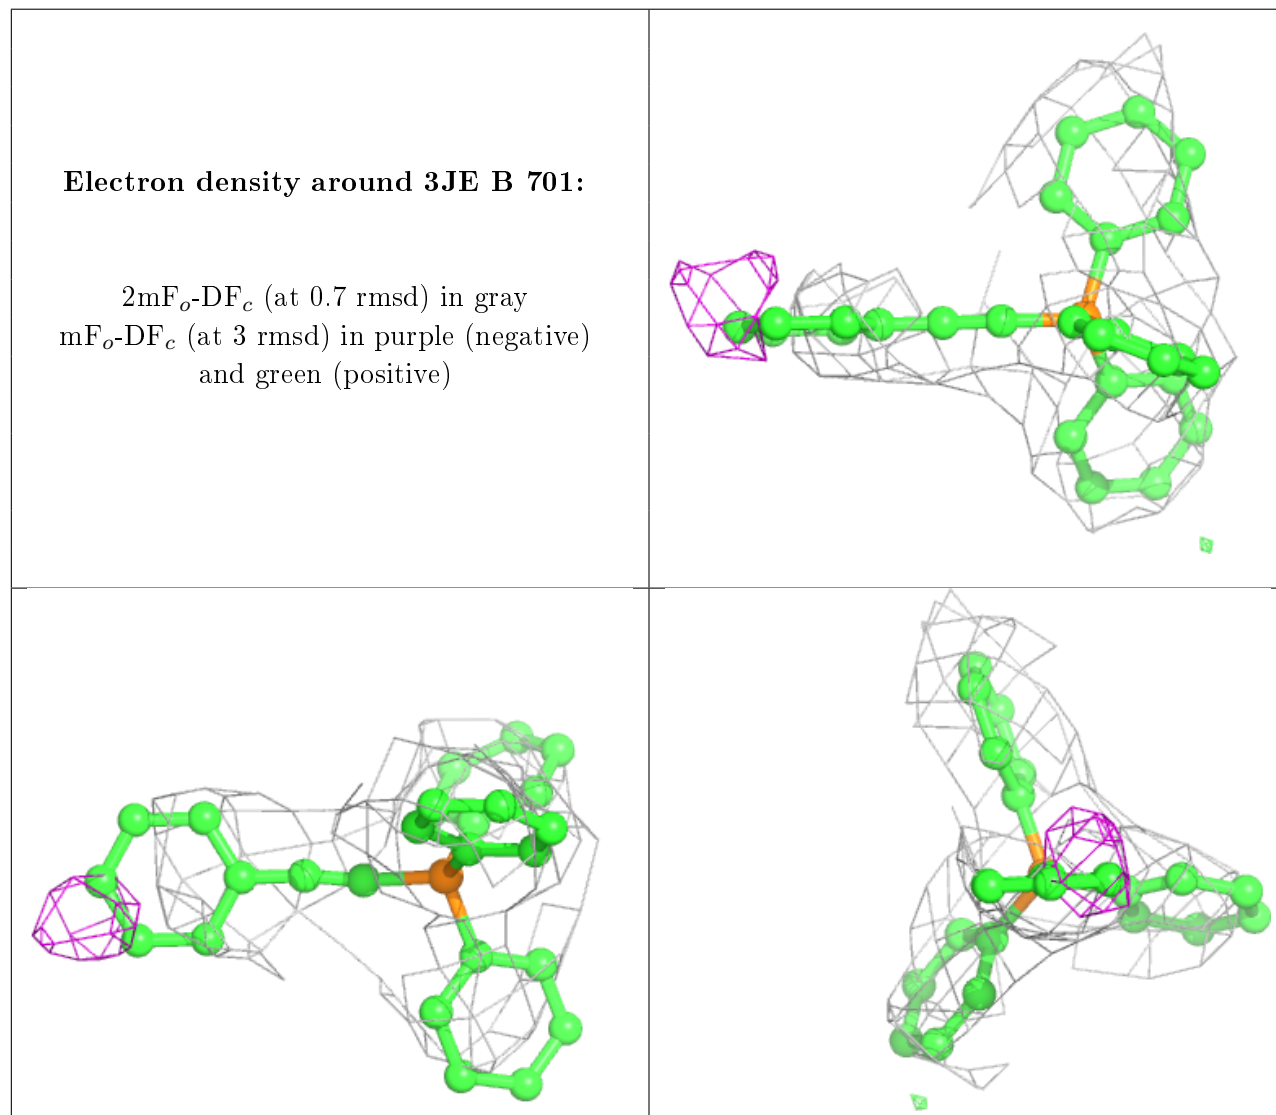 Electron density around 3JE B 701:
2mFo-DFc (at 0.7 rmsd) in gray
mFo-DFc (at 3 rmsd) in purple (negative)
and green (positive)